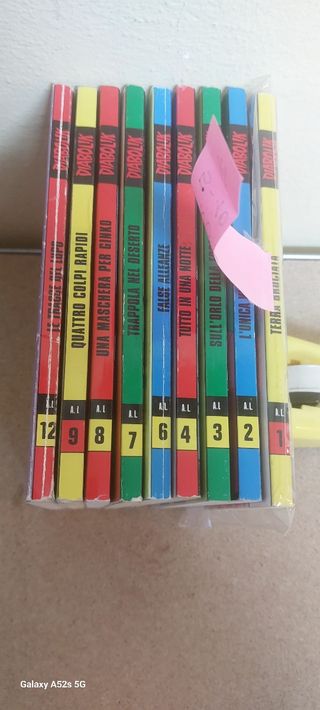 DIABOLIK
LE TRACCE DEL LUPO
A. L
12
DIABOLIK
QUATTRO COLPI RAPIDI
A. L
9
DIABOLIK
UNA MASCHERA PER GINKO
A. L
8
DIABOLIK
TRAPPOLA NEL DESERTO
A. L
7
DIABOLIK
FALSE ALLEANZE
A. L
6
DIABOLIK
TUTTO IN UNA NOTTE
A. L
4
DIABOLIK
SULL'ORLO DELLA
A. L
3
DIABOLIK
L'UNICA
A. L
2
DIABOLIK
TERRA BRUCIATA
A. L
1
Galaxy A52s 5G